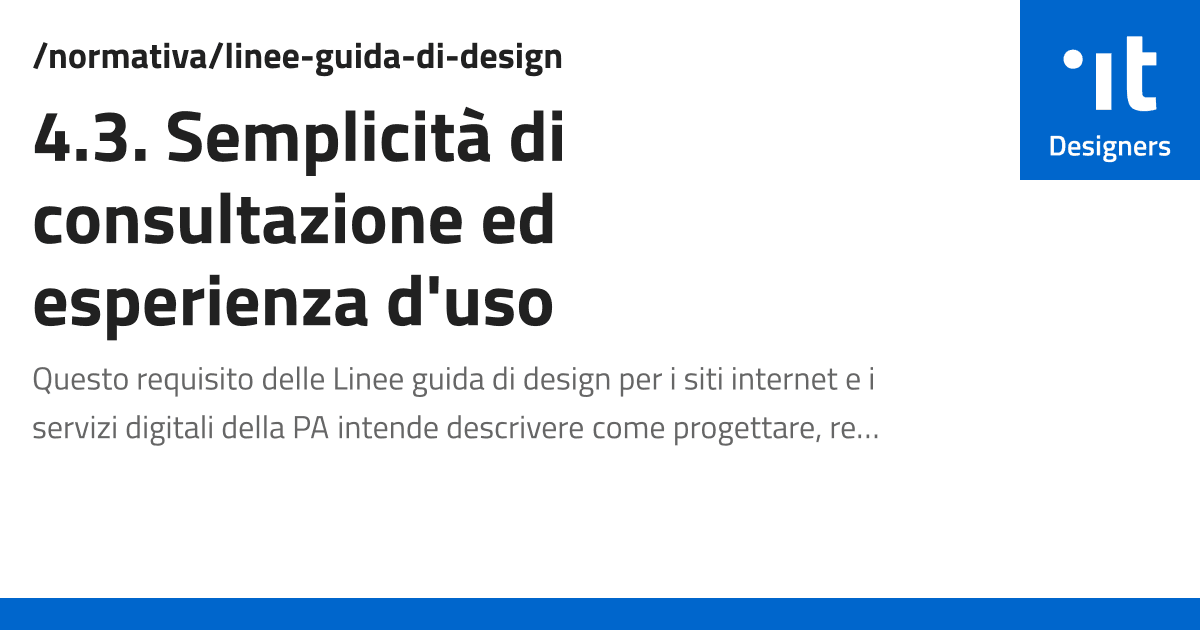 /normativa/linee-guida-di-design
4.3. Semplicità di
consultazione ed
esperienza d'uso
Questo requisito delle Linee guida di design per i siti internet e i
servizi digitali della PA intende descrivere come progettare, re...
it
Designers